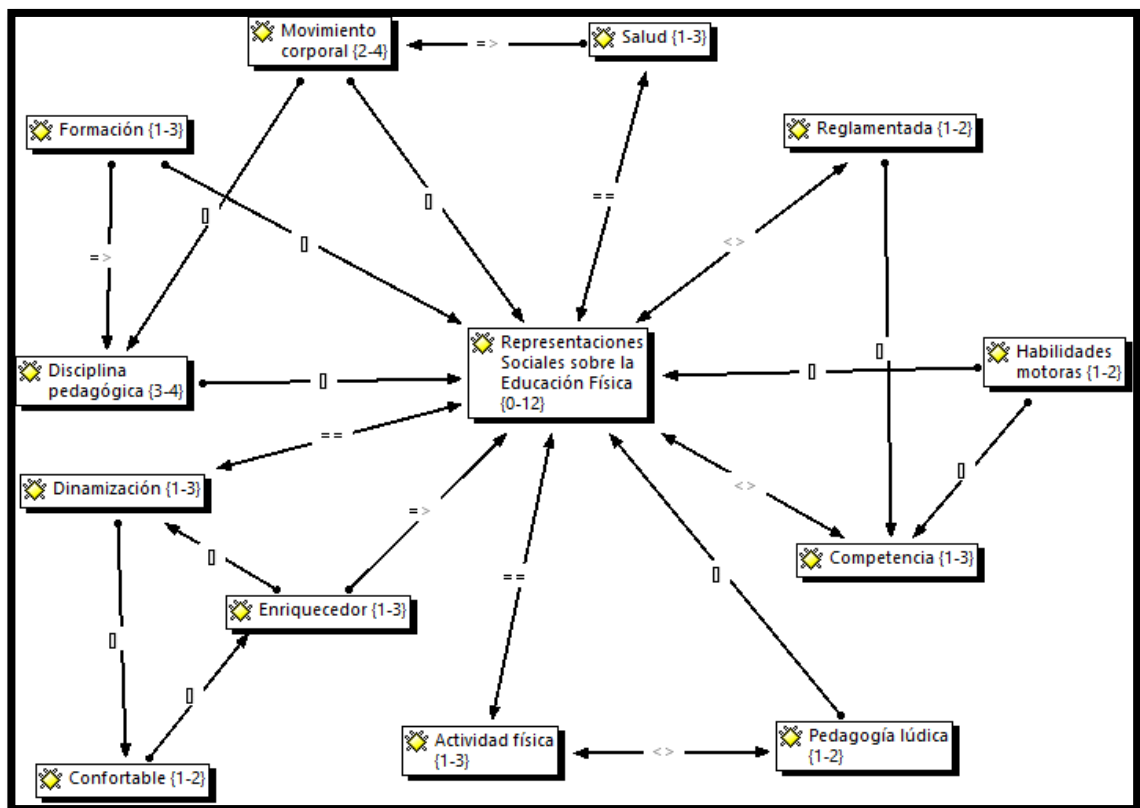 Movimiento
corporal {2-4}
=>
Salud {1-3}
Formación {1-3}
Reglamentada {1-2}
[]
[]
==
[]
<>
=>
Representaciones
Sociales sobre la
Educación Física
{0-12}
Habilidades
motoras {1-2}
[]
[]
Disciplina
pedagógica {3-4}
[]
==
Dinamización {1-3}
<>
[]
=>
[]
Competencia {1-3}
==
[]
Enriquecedor {1-3}
[]
[]
Actividad física
{1-3}
<>
Pedagogía lúdica
{1-2}
Confortable {1-2}